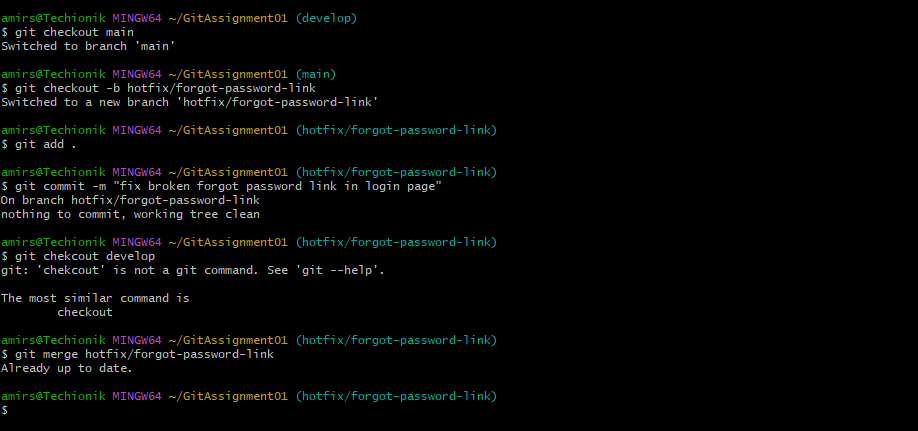 amirs@Techionik MINGW64 ~/GitAssignment01 (develop)
$ git checkout main
Switched to branch 'main'
amirs@Techionik MINGW64 ~/GitAssignment01 (main)
$ git checkout -b hotfix/forgot-password-link
Switched to a new branch 'hotfix/forgot-password-link'
amirs@Techionik MINGW64 ~/GitAssignment01 (hotfix/forgot-password-link)
$ git add .
amirs@Techionik MINGW64 ~/GitAssignment01 (hotfix/forgot-password-link)
$ git commit -m "fix broken forgot password link in login page"
On branch hotfix/forgot-password-link
nothing to commit, working tree clean
amirs@Techionik MINGW64 ~/GitAssignment01 (hotfix/forgot-password-link)
$ git chekcout develop
git: 'chekcout' is not a git command. See 'git --help'.
The most similar command is
checkout
amirs@Techionik MINGW64 ~/GitAssignment01 (hotfix/forgot-password-link)
$ git merge hotfix/forgot-password-link
Already up to date.
amirs@Techionik MINGW64 ~/GitAssignment01 (hotfix/forgot-password-link)
$